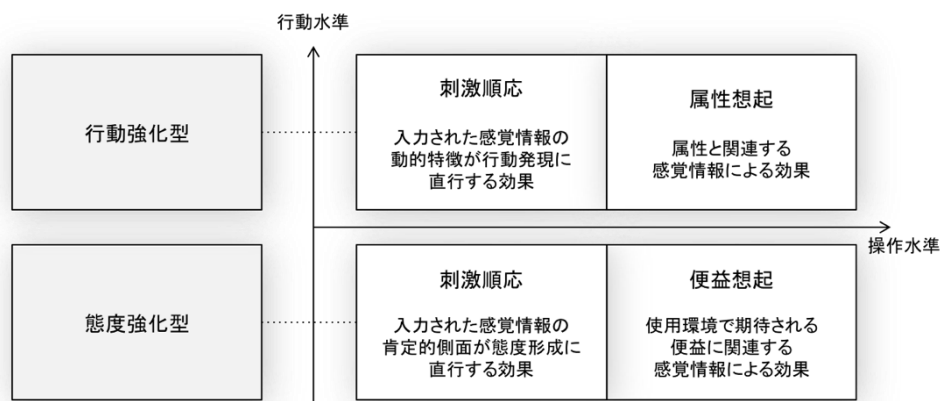 行動水準
行動強化型
刺激順応
入力された感覚情報の
動的特徴が行動発現に
直行する効果
属性想起
属性と関連する
感覚情報による効果
操作水準
態度強化型
刺激順応
入力された感覚情報の
肯定的側面が態度形成に
直行する効果
便益想起
使用環境で期待される
便益に関連する
感覚情報による効果